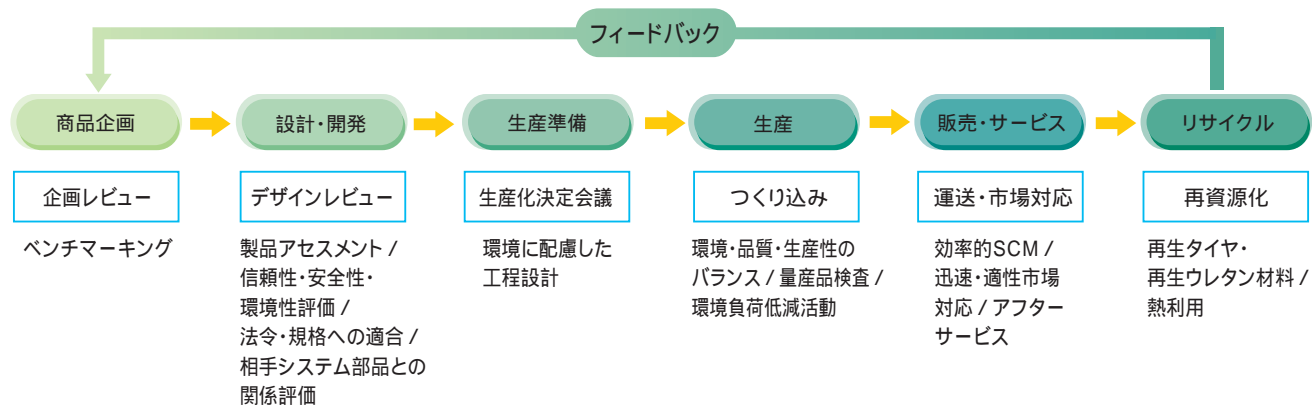 フィードバック
商品企画
設計・開発
生産準備
生産
販売・サービス
リサイクル
企画レビュー
デザインレビュー
生産化決定会議
つくり込み
運送・市場対応
再資源化
ベンチマーキング
製品アセスメント /
信頼性・安全性・
環境性評価 /
法令・規格への適合 /
相手システム部品との
関係評価
環境に配慮した
工程設計
環境・品質・生産性の
バランス / 量産品検査 /
環境負荷低減活動
効率的SCM /
迅速・適性市場
対応 / アフター
サービス
再生タイヤ・
再生ウレタン材料 /
熱利用